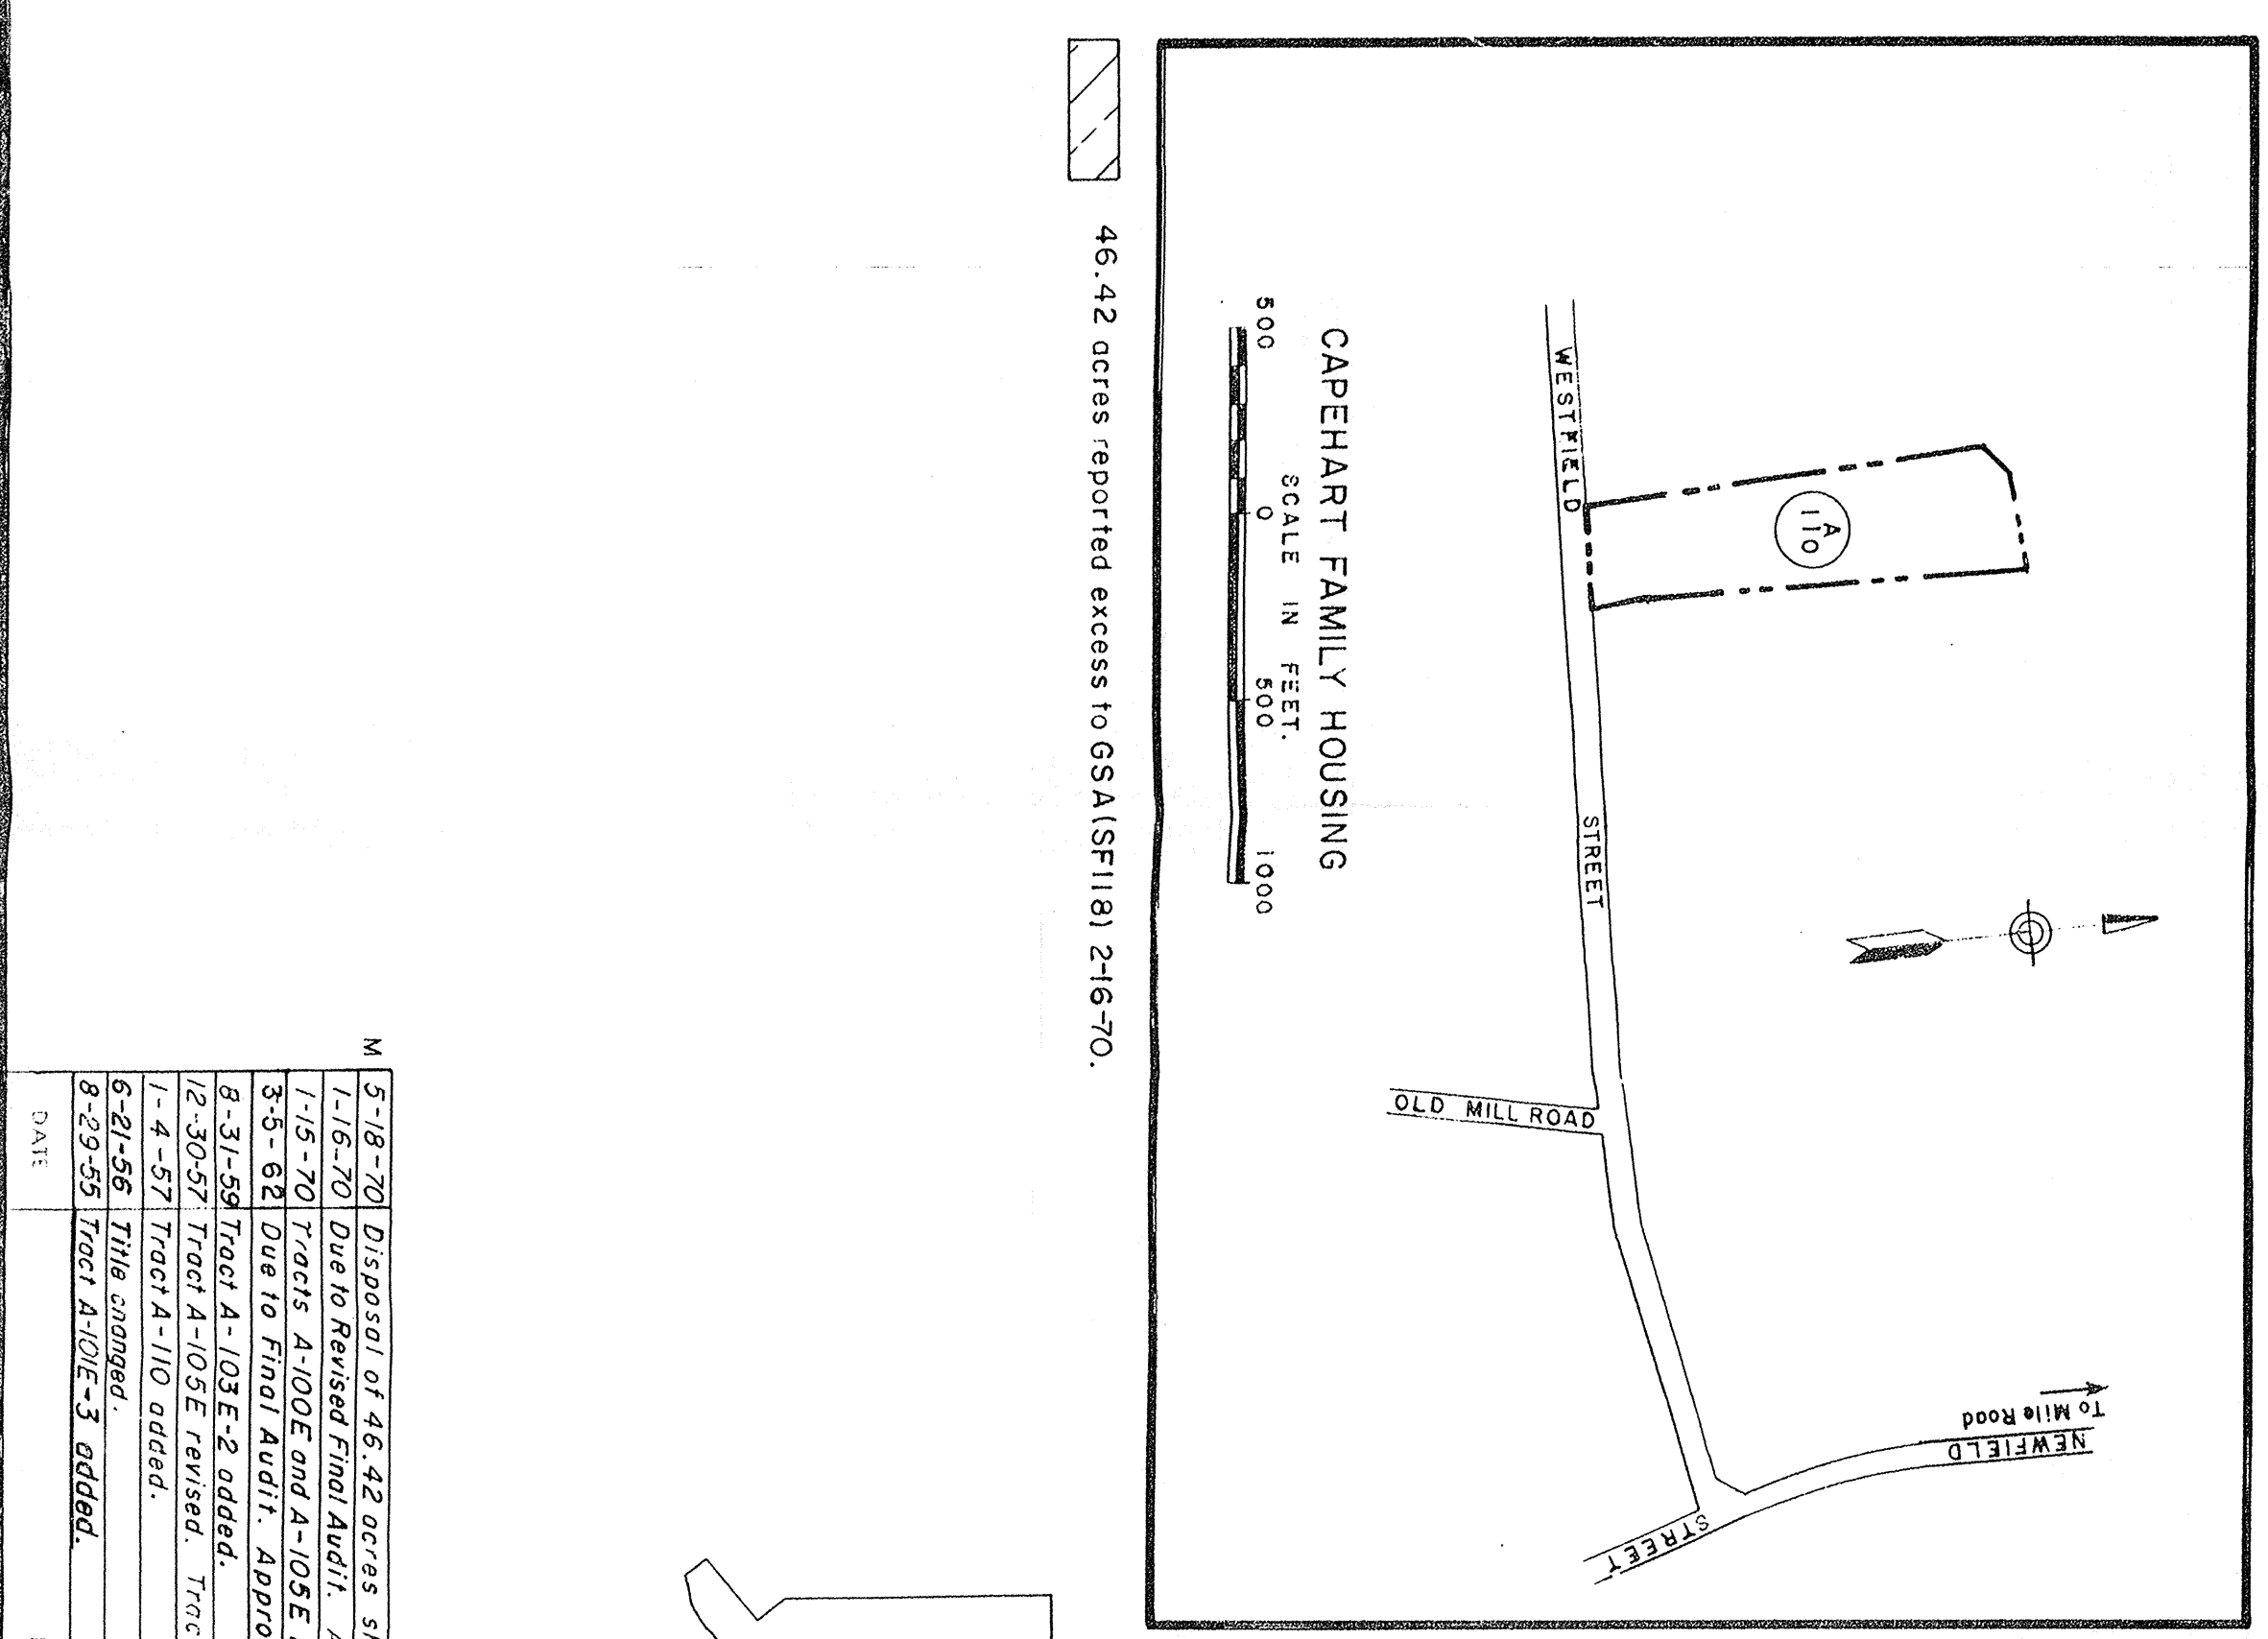 WESTFIELD STREET
A
110
OLD MILL ROAD
To Mile Road
NEWFIELD
STREET
CAPEHART FAMILY HOUSING
SCALE IN FEET.
500 0 500 1000
46.42 acres reported excess to GSA (SF118) 2-16-70.
M 5-18-70 Disposal of 46.42 acres
1-16-70 Due to Revised Final Audit.
1-15-70 Tracts A-100E and A-105E
3-5-62 Due to Final Audit. Appro
8-31-59 Tract A-103E-2 added.
12-30-57 Tract A-105E revised. Trac
1-4-57 Tract A-110 added.
6-21-56 Title changed.
8-29-55 Tract A-101E-3 added.
DATE